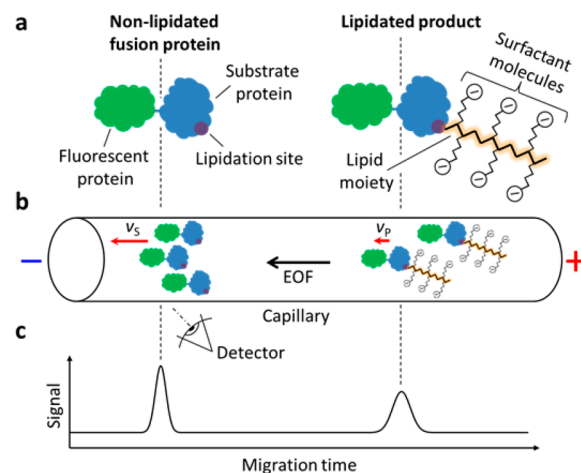 a
Non-lipidated
fusion protein
Lipidated product
Substrate
protein
Surfactant
molecules
Fluorescent
protein
Lipidation site
Lipid
moiety
b
vS
vP
–
EOF
+
Capillary
Detector
c
Signal
Migration time